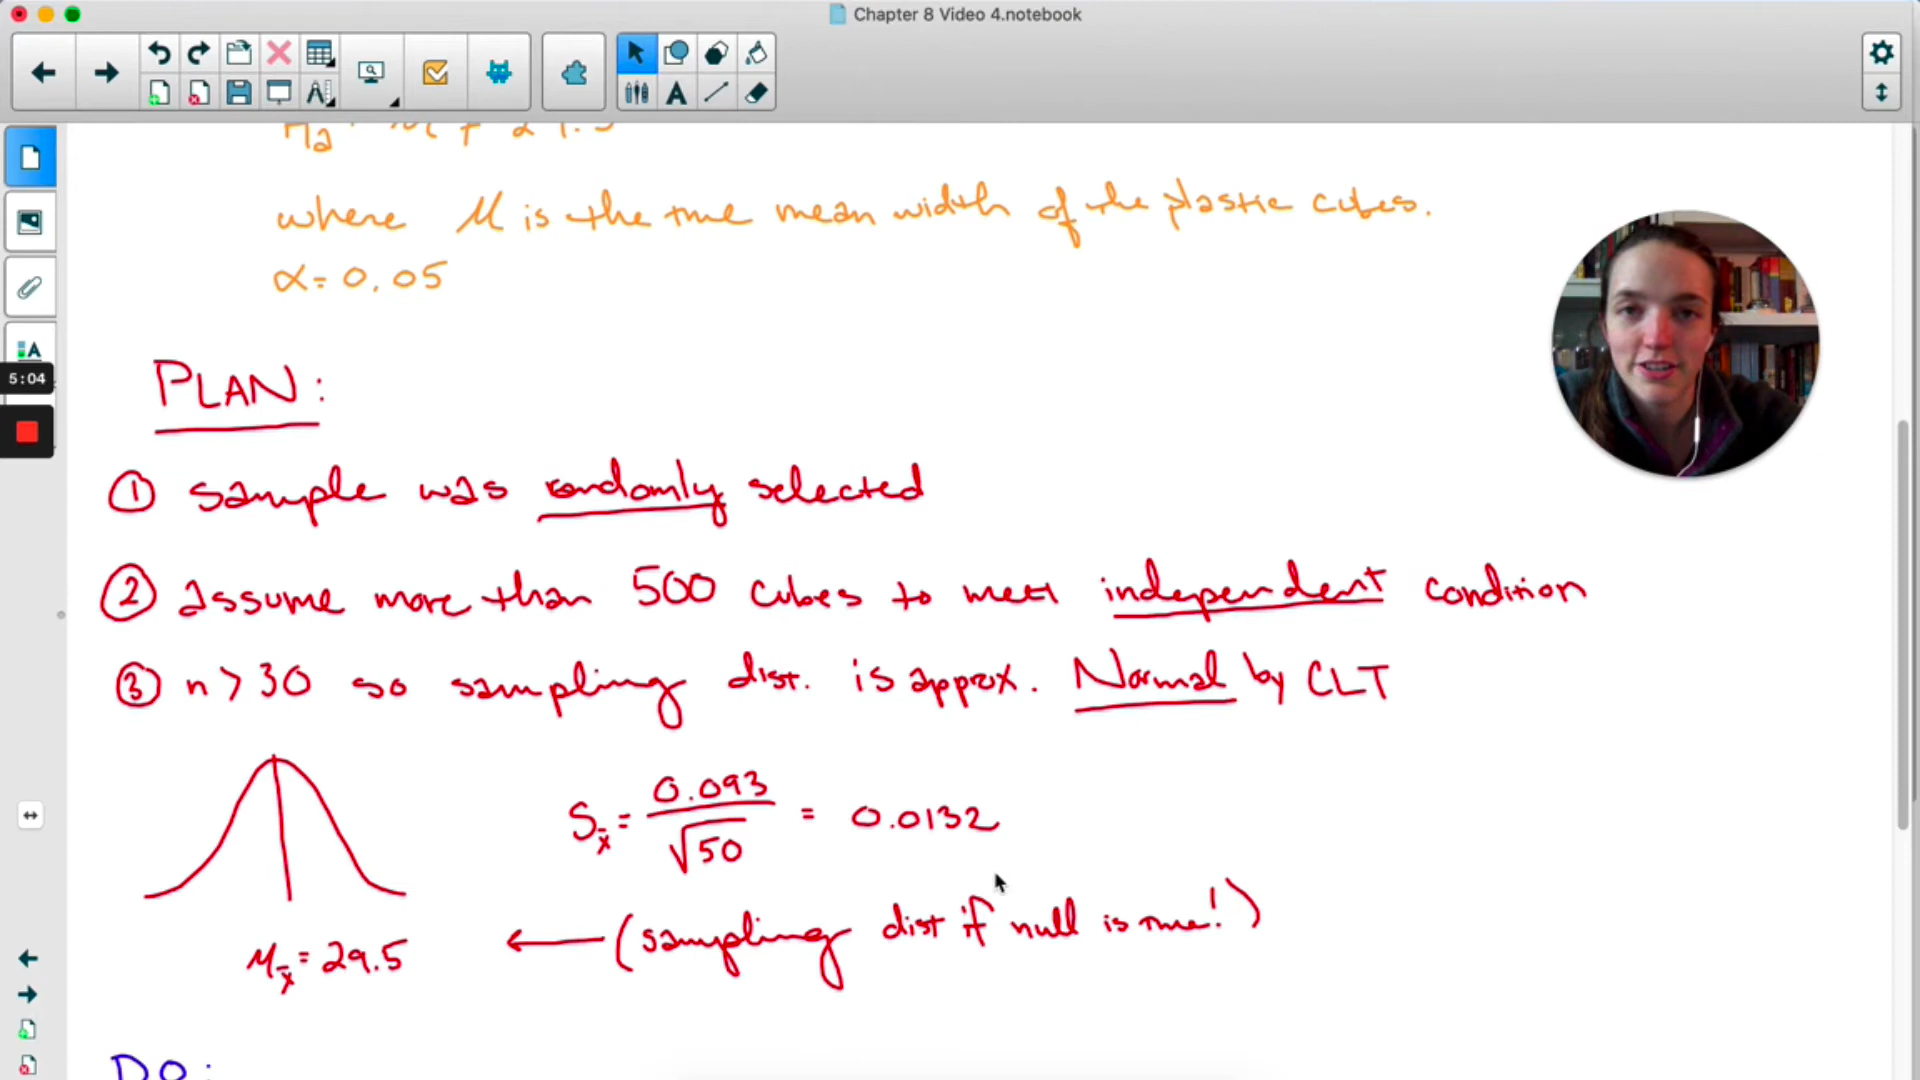 Chapter 8 Video 4.notebook
where μ is the true mean width of the plastic cubes.
α = 0.05
5:04
PLAN:
① sample was randomly selected
② assume more than 500 cubes to meet independent condition
③ n > 30 so sampling dist. is approx. Normal by CLT
Sx̄ = 0.093 / √50 = 0.0132
← (sampling dist if null is true!)
μx̄ = 29.5
DO: